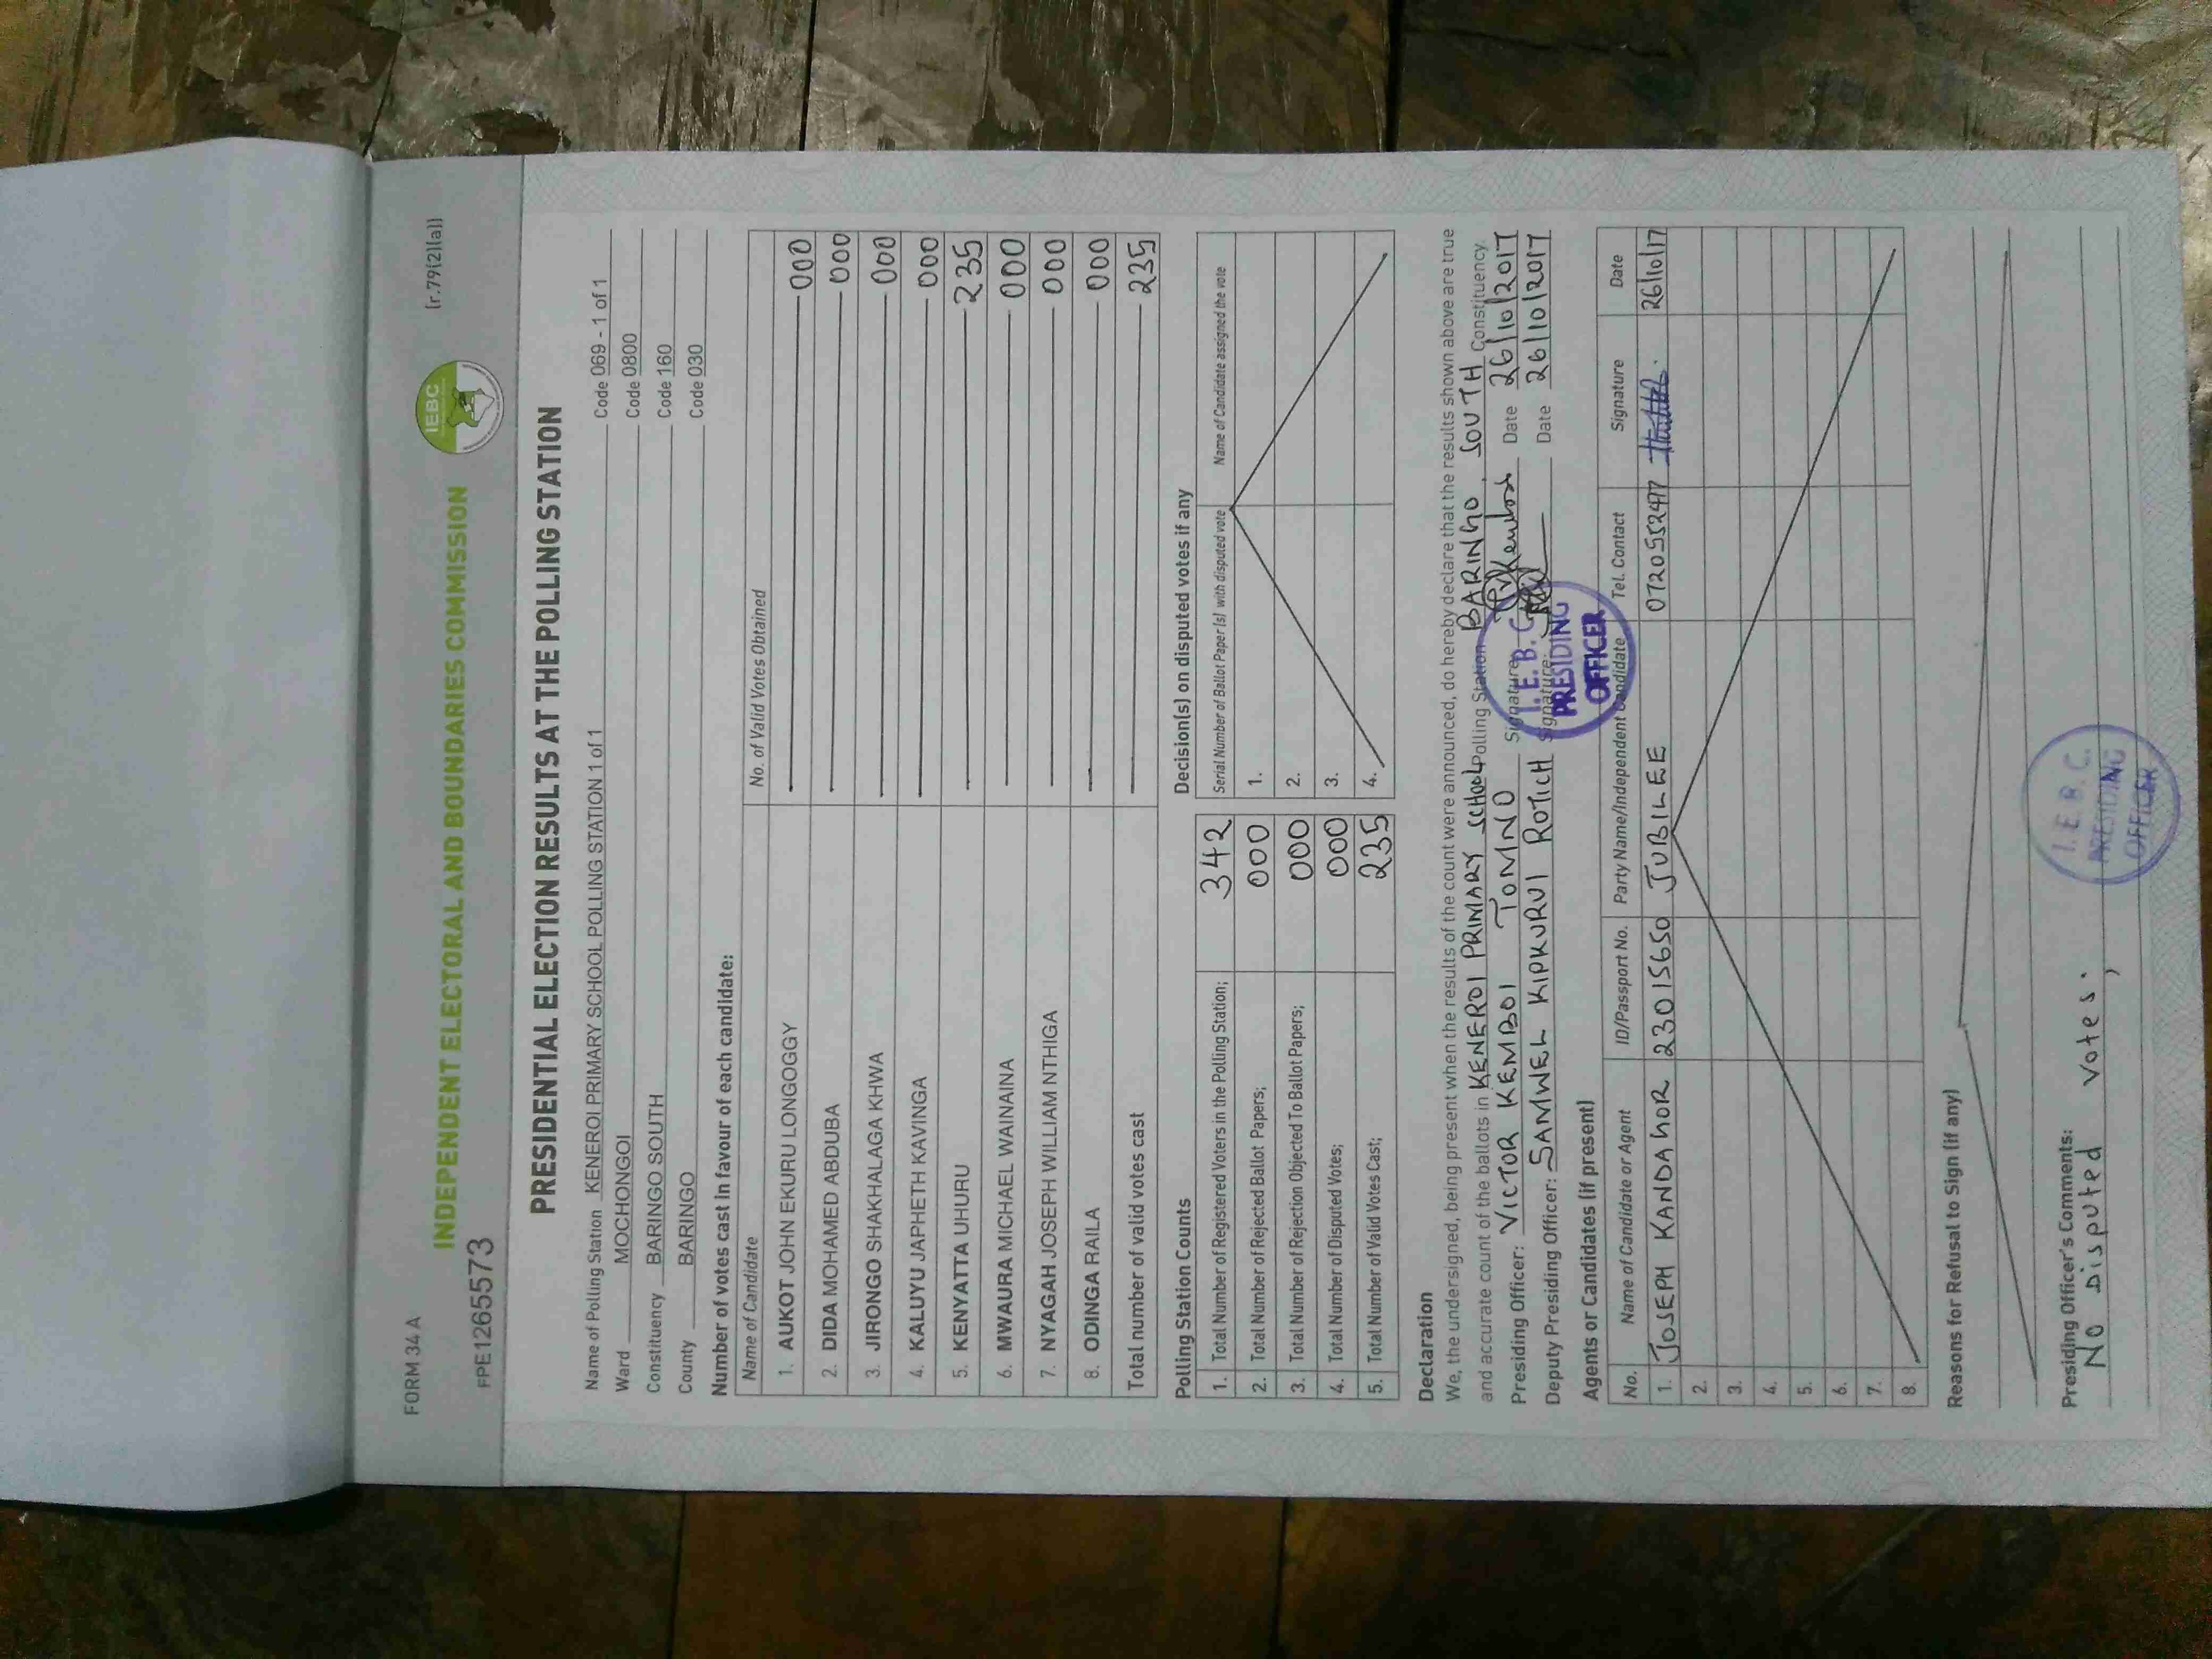 FORM 34 A
(r.79(2)(a))
IEBC
INDEPENDENT ELECTORAL AND BOUNDARIES COMMISSION
FPE1265573
PRESIDENTIAL ELECTION RESULTS AT THE POLLING STATION
Name of Polling Station KENEROI PRIMARY SCHOOL POLLING STATION 1 of 1 Code 069 - 1 of 1
Ward MOCHONGOI Code 0800
Constituency BARINGO SOUTH Code 160
County BARINGO Code 030
Number of votes cast in favour of each candidate:
Name of Candidate No. of Valid Votes Obtained
1. AUKOT JOHN EKURU LONGOGGY 000
2. DIDA MOHAMED ABDUBA 000
3. JIRONGO SHAKHALAGA KHWA 000
4. KALUYU JAPHETH KAVINGA 000
5. KENYATTA UHURU 235
6. MWAURA MICHAEL WAINAINA 000
7. NYAGAH JOSEPH WILLIAM NTHIGA 000
8. ODINGA RAILA 000
Total number of valid votes cast 235
Polling Station Counts
1. Total Number of Registered Voters in the Polling Station; 342
2. Total Number of Rejected Ballot Papers; 000
3. Total Number of Rejection Objected To Ballot Papers; 000
4. Total Number of Disputed Votes; 000
5. Total Number of Valid Votes Cast; 235
Decision(s) on disputed votes if any
Serial Number of Ballot Paper (s) with disputed vote Name of Candidate assigned the vote
1.
2.
3.
4.
Declaration
We, the undersigned, being present when the results of the count were announced, do hereby declare that the results shown above are true
and accurate count of the ballots in KENEROI PRIMARY SCHOOL Polling Station BARINGO SOUTH Constituency.
Presiding Officer: VICTOR KEMBOI TOMNO Signature: Date 26/10/2017
Deputy Presiding Officer: SAMWEL KIPKURUI ROTICH Signature: Date 26/10/2017
I.E.B.C.
PRESIDING
OFFICER
Agents or Candidates (if present)
No. Name of Candidate or Agent ID/Passport No. Party Name/Independent Candidate Tel. Contact Signature Date
1. JOSEPH KANDAGOR 23015650 JUBILEE 0720552497 26/10/17
2.
3.
4.
5.
6.
7.
8.
Reasons for Refusal to Sign (if any)
Presiding Officer's Comments:
No Disputed votes.
I.E.B.C.
PRESIDING
OFFICER